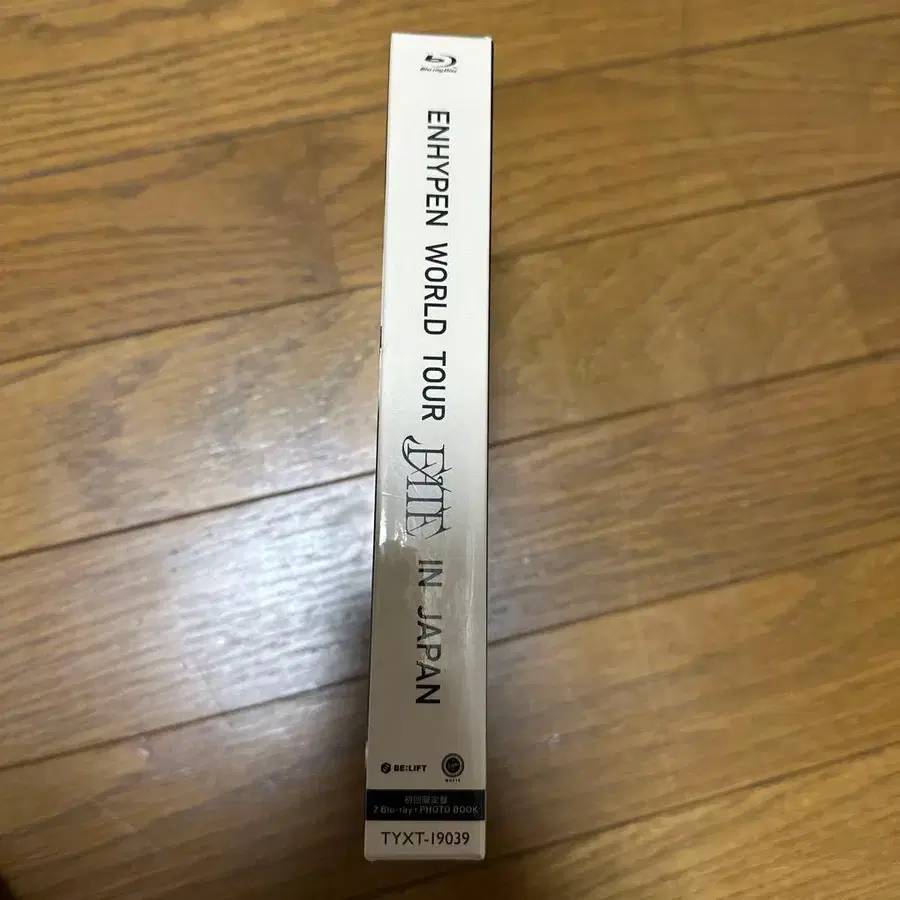 Blu-ray Disc
ENHYPEN WORLD TOUR FATE IN JAPAN
BE:LIFT
初回限定盤
2 Blu-ray + PHOTO BOOK
TYXT-19039